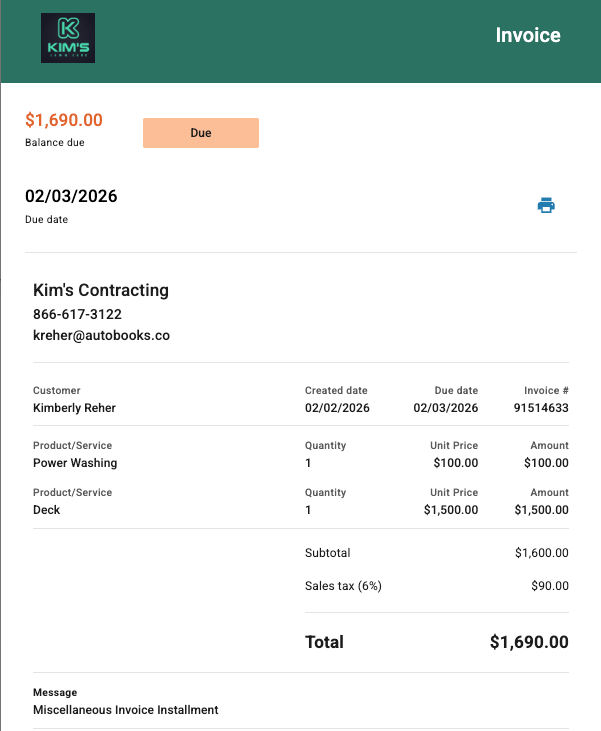 KIM'S
Invoice
$1,690.00
Balance due
Due
02/03/2026
Due date
Kim's Contracting
866-617-3122
kreher@autobooks.co
Customer Created date Due date Invoice #
Kimberly Reher 02/02/2026 02/03/2026 91514633
Product/Service Quantity Unit Price Amount
Power Washing 1 $100.00 $100.00
Product/Service Quantity Unit Price Amount
Deck 1 $1,500.00 $1,500.00
Subtotal $1,600.00
Sales tax (6%) $90.00
Total $1,690.00
Message
Miscellaneous Invoice Installment